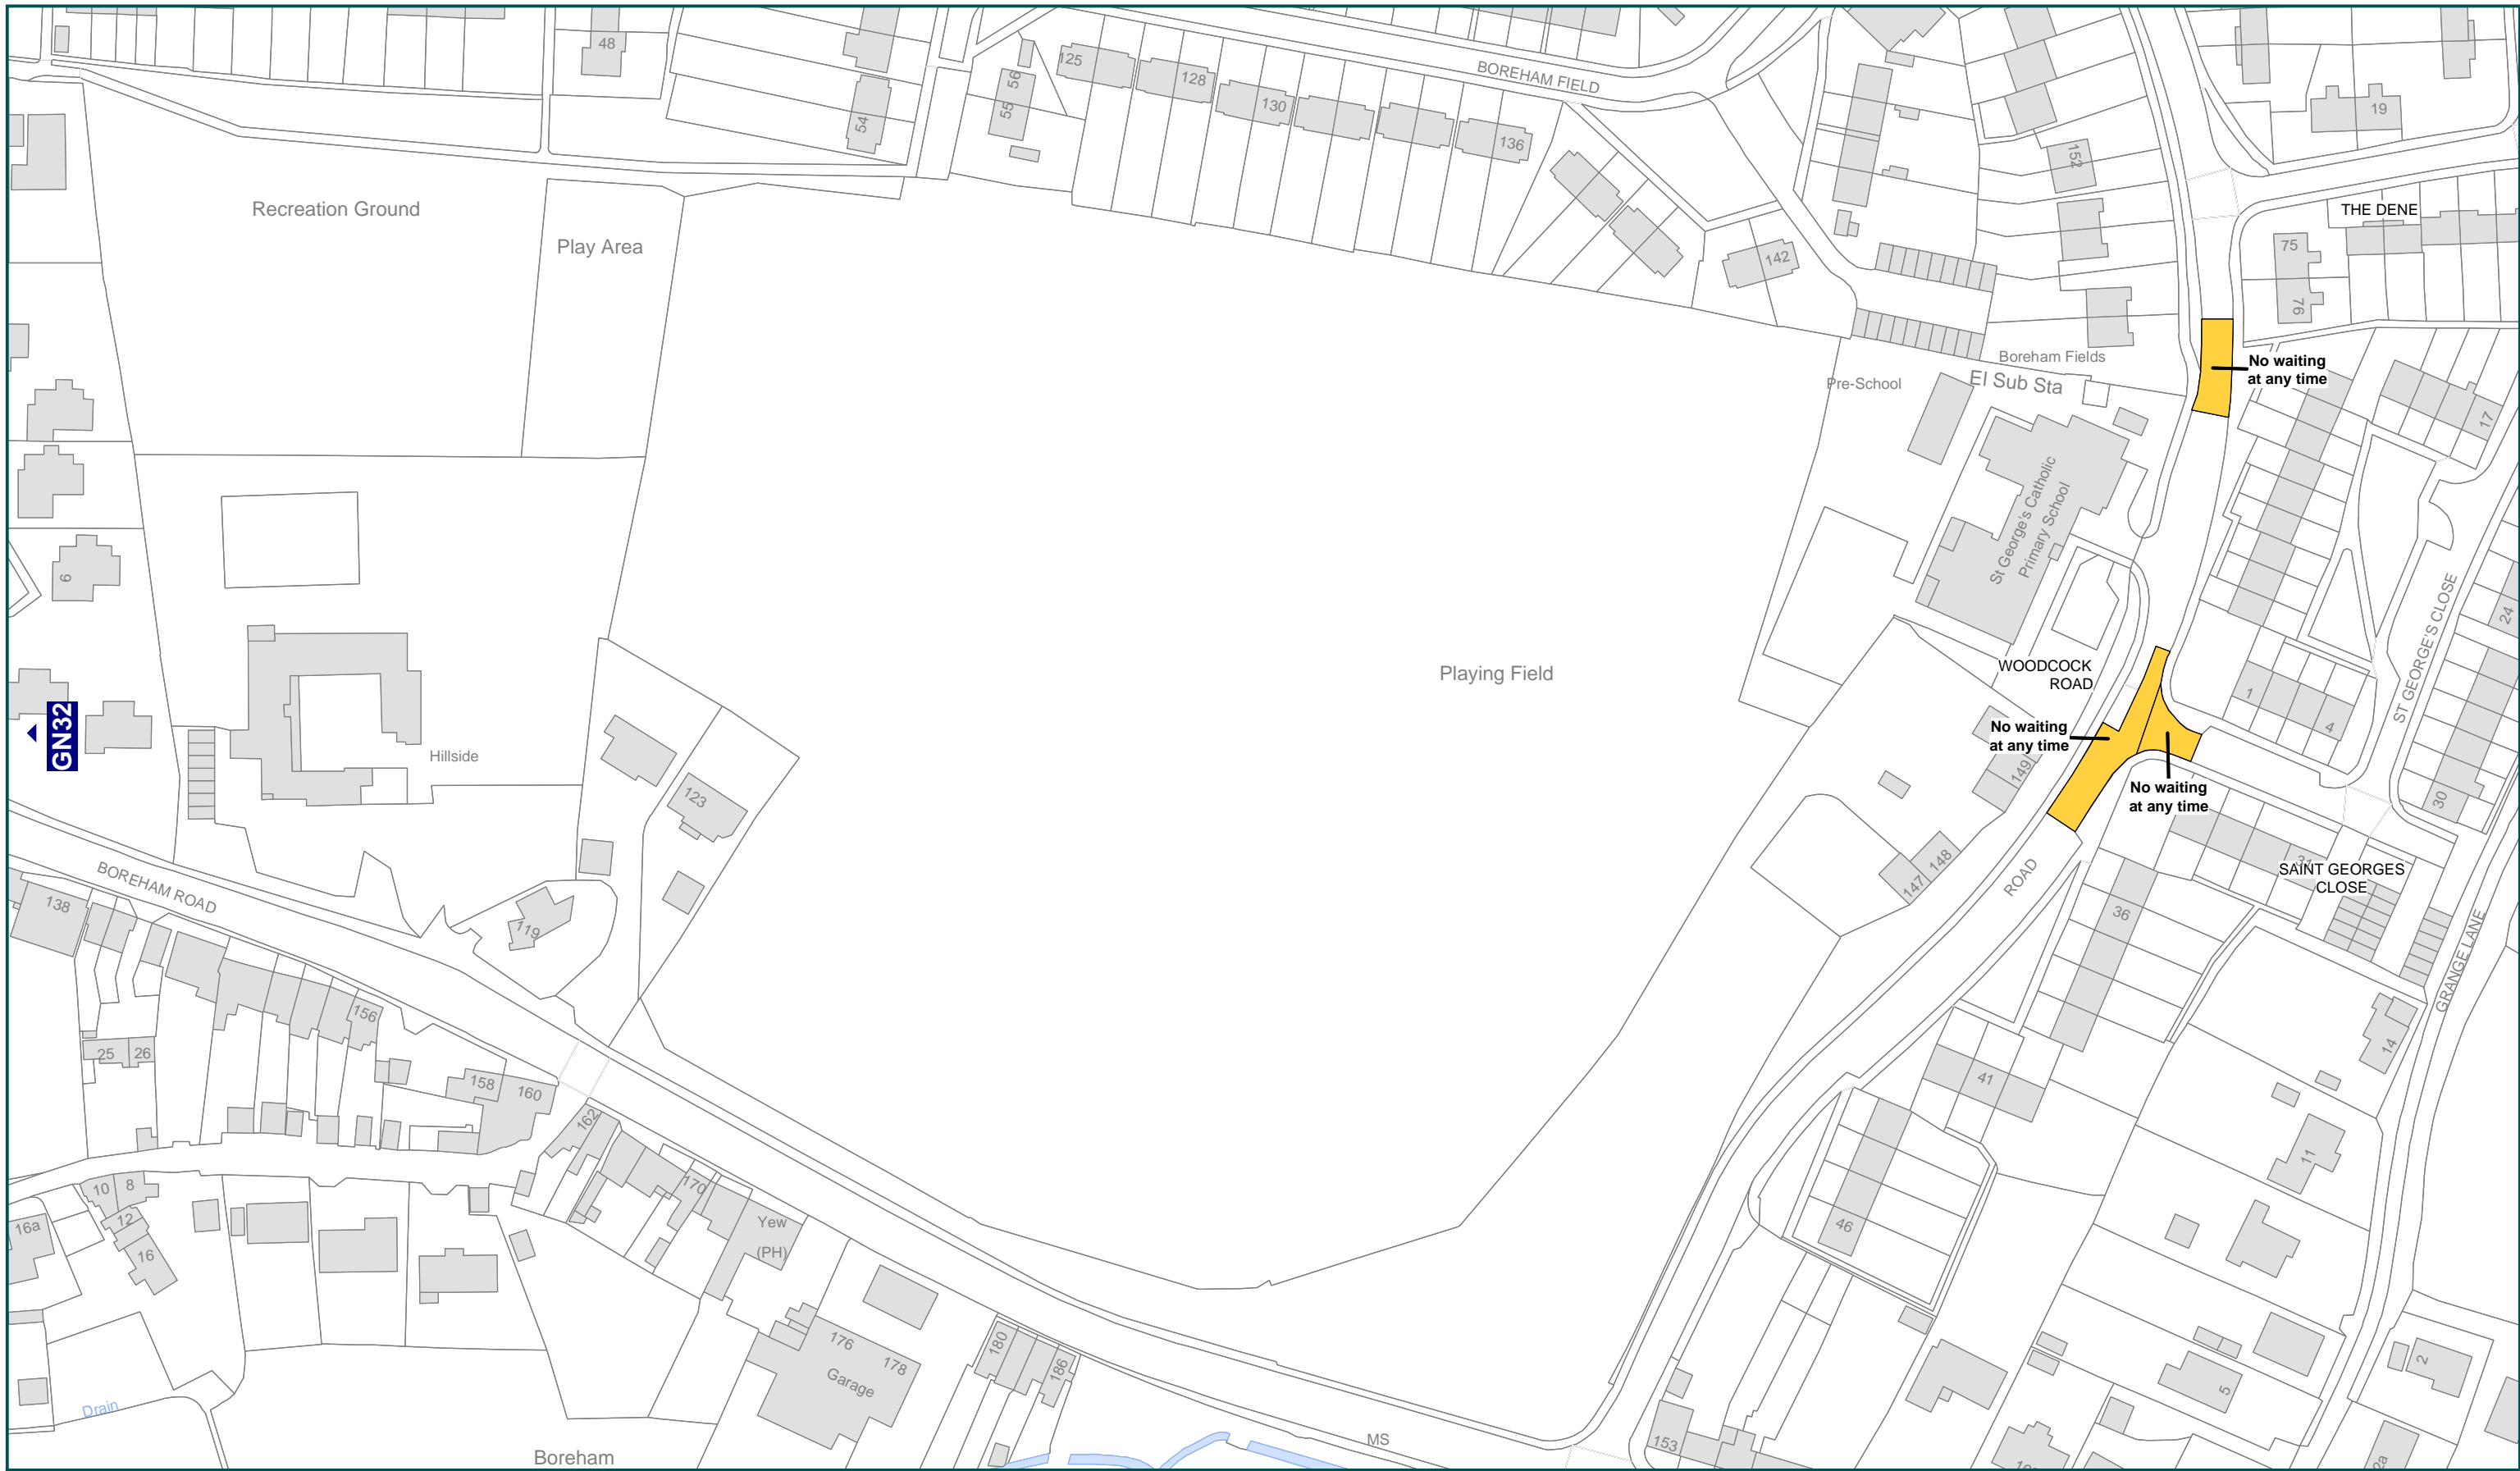 48
54
55
56
125
128
130
136
142
BOREHAM FIELD
152
19
THE DENE
75
76
Recreation Ground
Play Area
No waiting
at any time
Boreham Fields
Pre-School
El Sub Sta
17
St George's Catholic
Primary School
6
ST GEORGE'S CLOSE
24
WOODCOCK
ROAD
Playing Field
1
4
GN32
Hillside
No waiting
at any time
149
No waiting
at any time
30
123
148
147
ROAD
31
SAINT GEORGES
CLOSE
BOREHAM ROAD
138
119
36
GRANGE LANE
156
25
26
158
160
162
14
41
11
170
10
8
12
16a
16
Yew
(PH)
46
176
178
Garage
180
186
2
5
Drain
Boreham
MS
153
2a